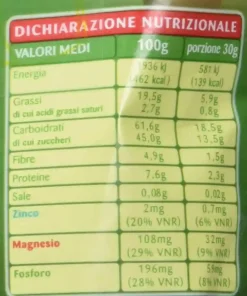 DICHIARAZIONE NUTRIZIONALE
VALORI MEDI 100g porzione 30g
Energia 1936 kJ 581 kJ
(462 kcal) (139 kcal)
Grassi 19,5g 5,9g
di cui acidi grassi saturi 2,7g 0,8g
Carboidrati 61,6g 18,5g
di cui zuccheri 45,0g 13,5g
Fibre 4,9g 1,5g
Proteine 7,6g 2,3g
Sale 0,08g 0,02g
Zinco 2mg 0,7mg
(20% VNR) (6% VNR)
Magnesio 108mg 32mg
(29% VNR) (9% VNR)
Fosforo 196mg 59mg
(28% VNR) (8% VNR)